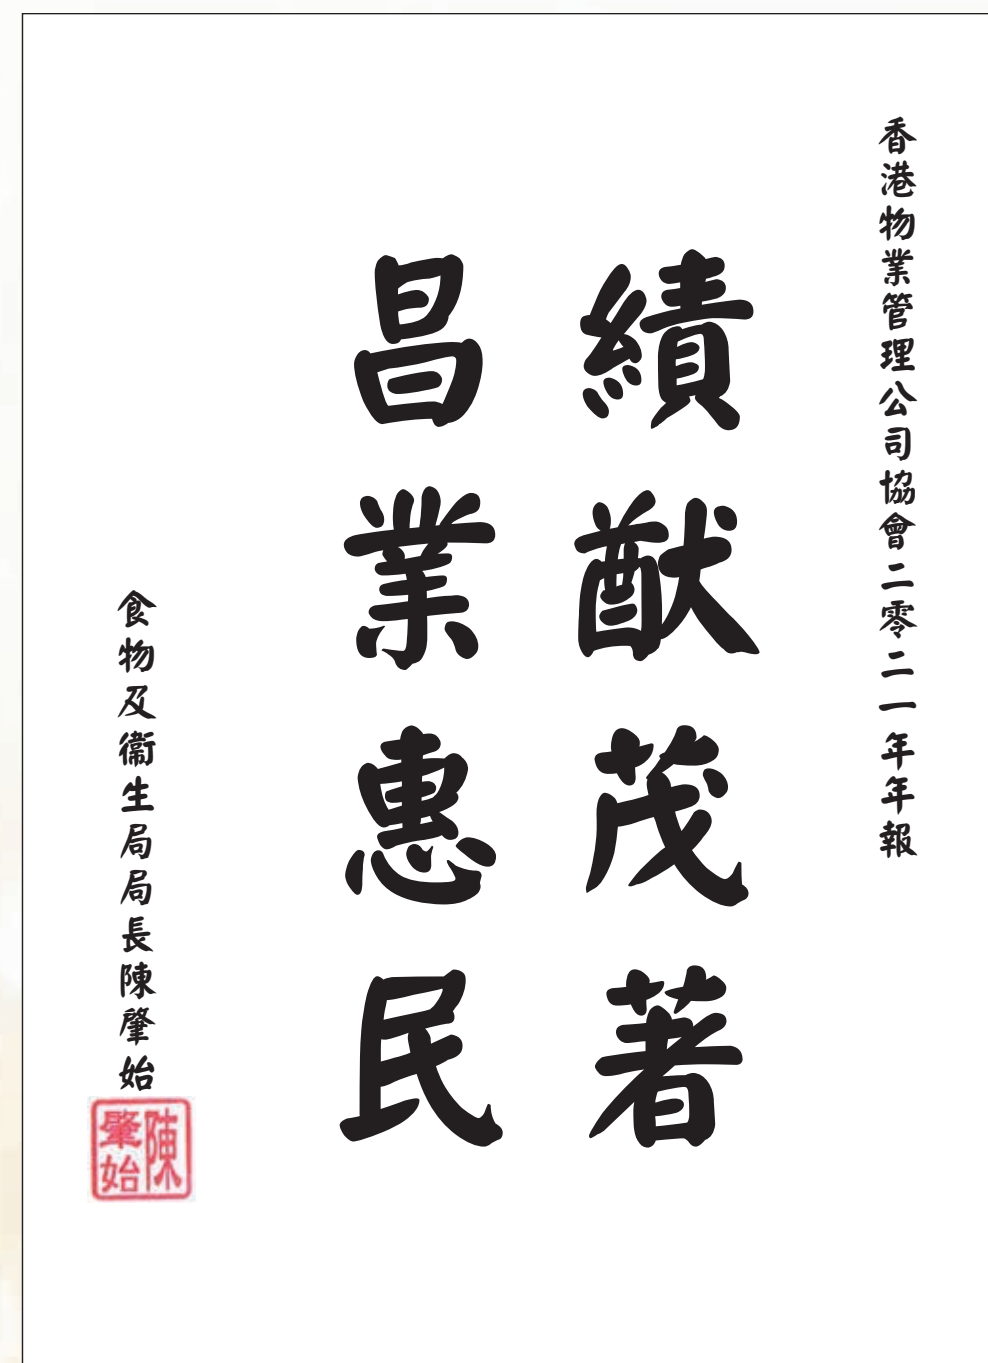 香港物業管理公司協會二零二一年年報
績猷茂著
昌業惠民
食物及衞生局局長陳肇始
陳肇始